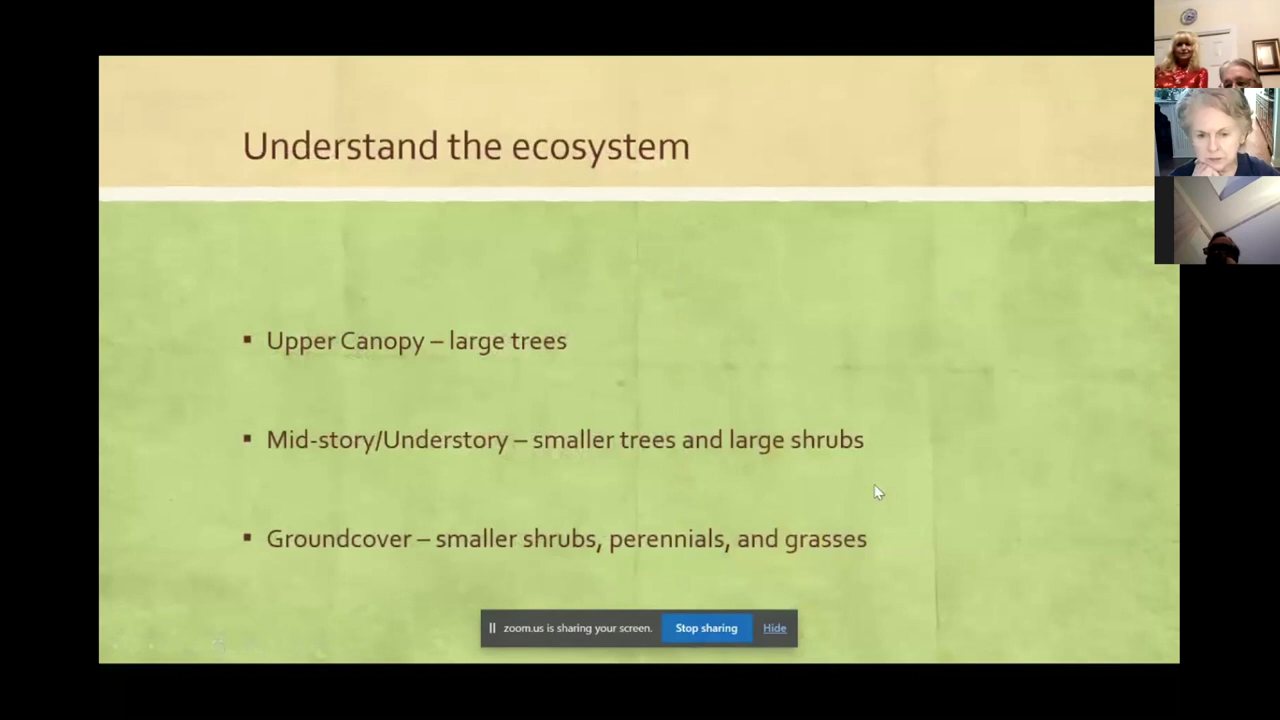 Understand the ecosystem
▪ Upper Canopy – large trees
▪ Mid-story/Understory – smaller trees and large shrubs
▪ Groundcover – smaller shrubs, perennials, and grasses
zoom.us is sharing your screen. Stop sharing Hide